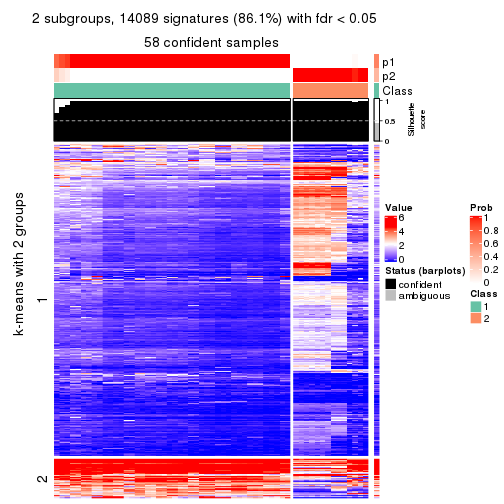 2 subgroups, 14089 signatures (86.1%) with fdr < 0.05
58 confident samples
p1
p2
Class
1
0.5
0
Silhouette
score
k-means with 2 groups
1
2
Value
6
4
2
0
Status (barplots)
confident
ambiguous
Prob
1
0.8
0.6
0.4
0.2
0
Class
1
2